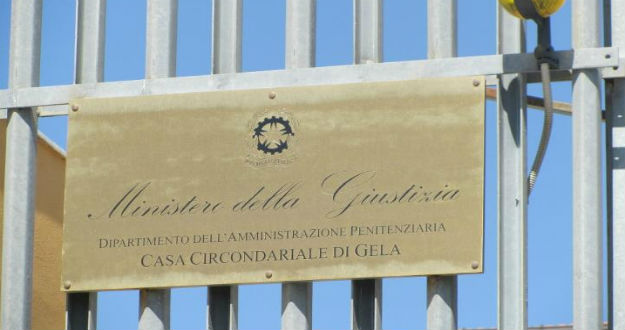 Ministero della Giustizia
DIPARTIMENTO DELL'AMMINISTRAZIONE PENITENZIARIA
CASA CIRCONDARIALE DI GELA